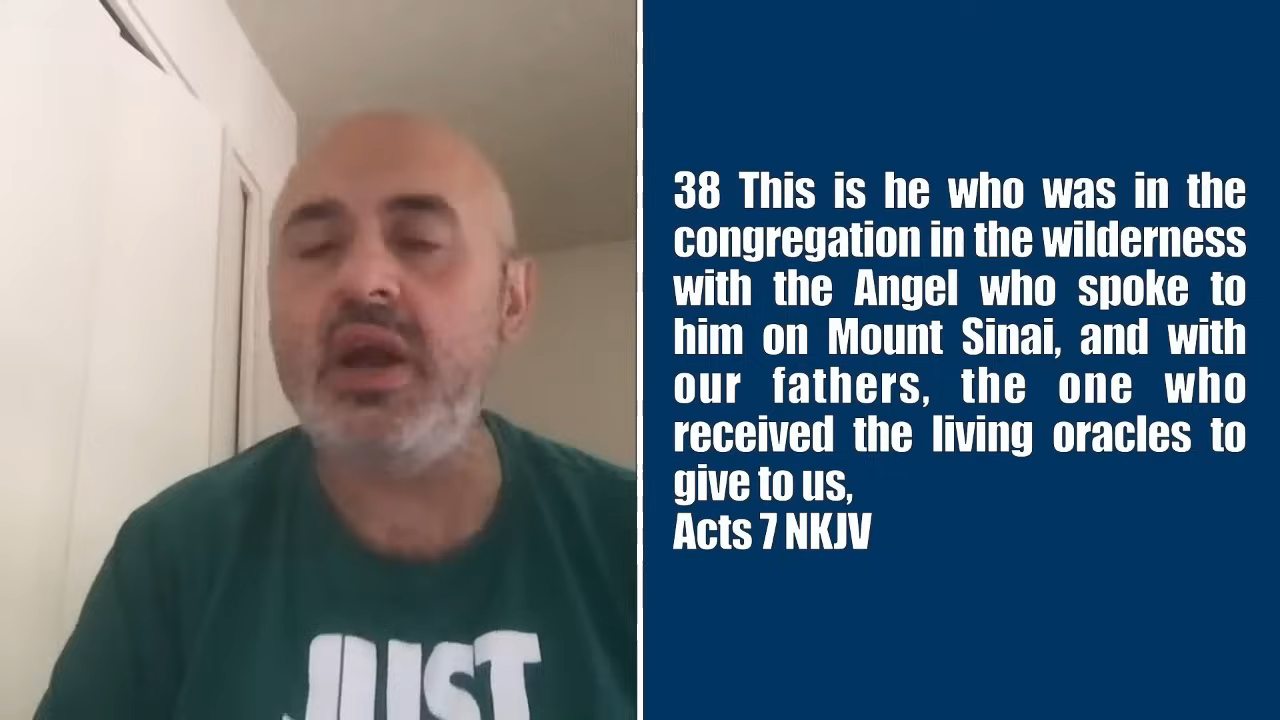 38 This is he who was in the
congregation in the wilderness
with the Angel who spoke to
him on Mount Sinai, and with
our fathers, the one who
received the living oracles to
give to us,
Acts 7 NKJV
JUST